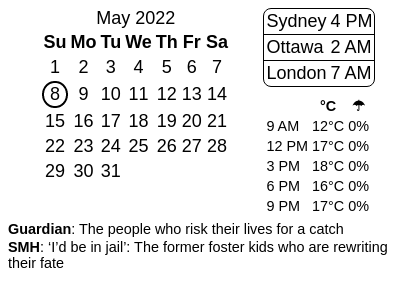 May 2022
Su Mo Tu We Th Fr Sa
1 2 3 4 5 6 7
8 9 10 11 12 13 14
15 16 17 18 19 20 21
22 23 24 25 26 27 28
29 30 31
Sydney 4 PM
Ottawa 2 AM
London 7 AM
°C ☂
9 AM 12°C 0%
12 PM 17°C 0%
3 PM 18°C 0%
6 PM 16°C 0%
9 PM 17°C 0%
Guardian: The people who risk their lives for a catch
SMH: ‘I’d be in jail’: The former foster kids who are rewriting
their fate